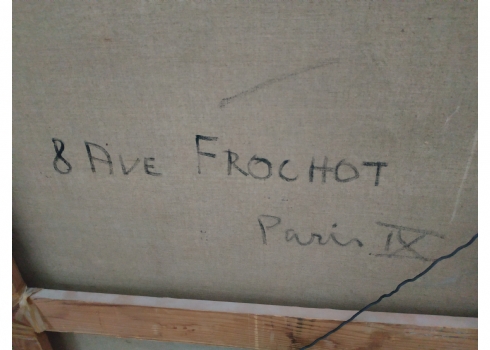 8 AVE FROCHOT
Paris IX